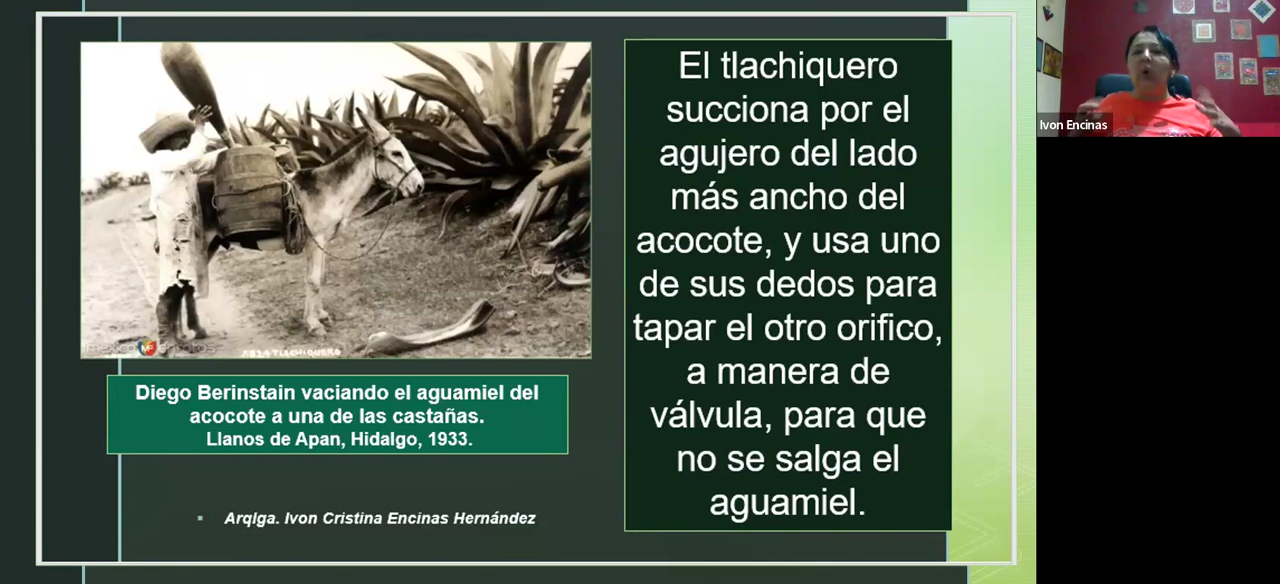 El tlachiquero
succiona por el
agujero del lado
más ancho del
acocote, y usa uno
de sus dedos para
tapar el otro orifico,
a manera de
válvula, para que
no se salga el
aguamiel.
TLACHIQUERO
Diego Berinstain vaciando el aguamiel del
acocote a una de las castañas.
Llanos de Apan, Hidalgo, 1933.
Arqlga. Ivon Cristina Encinas Hernández
Ivon Encinas